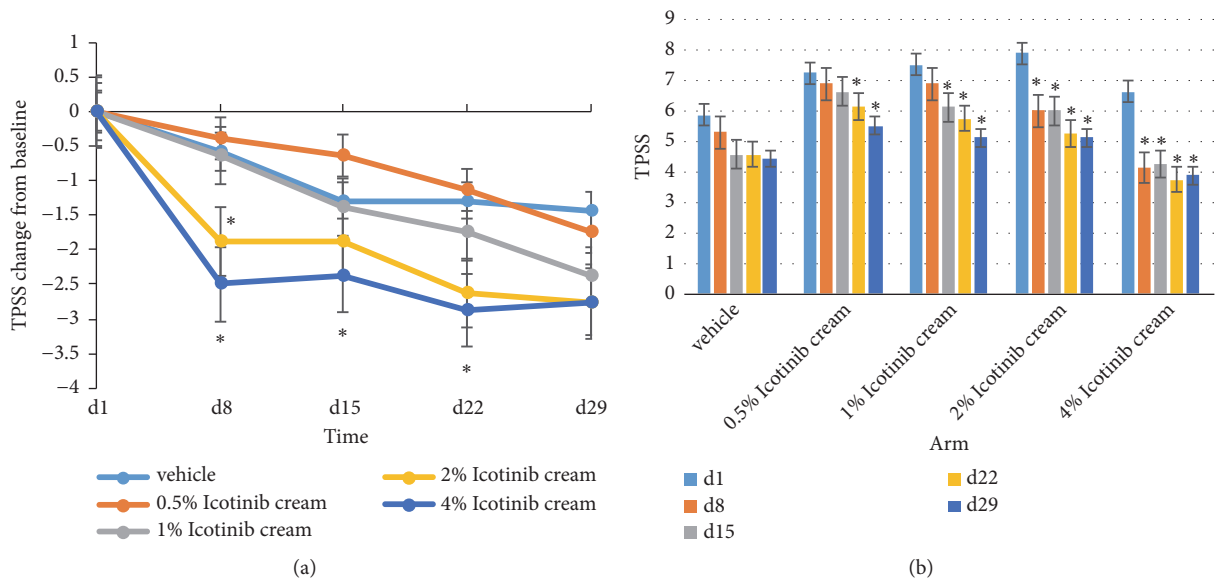 TPSS change from baseline
1
0.5
0
−0.5
−1
−1.5
−2
−2.5
−3
−3.5
−4
*
*
*
*
d1 d8 d15 d22 d29
Time
vehicle
0.5% Icotinib cream
1% Icotinib cream
2% Icotinib cream
4% Icotinib cream
(a)
TPSS
9
8
7
6
5
4
3
2
1
0
* *
* * *
* * * *
* * * *
vehicle
0.5% Icotinib cream
1% Icotinib cream
2% Icotinib cream
4% Icotinib cream
Arm
d1
d8
d15
d22
d29
(b)